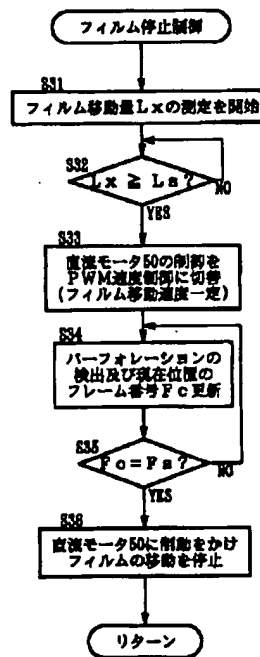 フィルム停止制御
S31
フィルム移動量Lxの測定を開始
S32
Lx≧Ls?
NO
YES
S33
直流モータ50の制御を
PWM速度制御に切替
(フィルム移動速度一定)
S34
パーフォレーションの
検出及び現在位置の
フレーム番号Fc更新
S35
Fc=Fs?
NO
YES
S36
直流モータ50に制動をかけ
フィルムの移動を停止
リターン